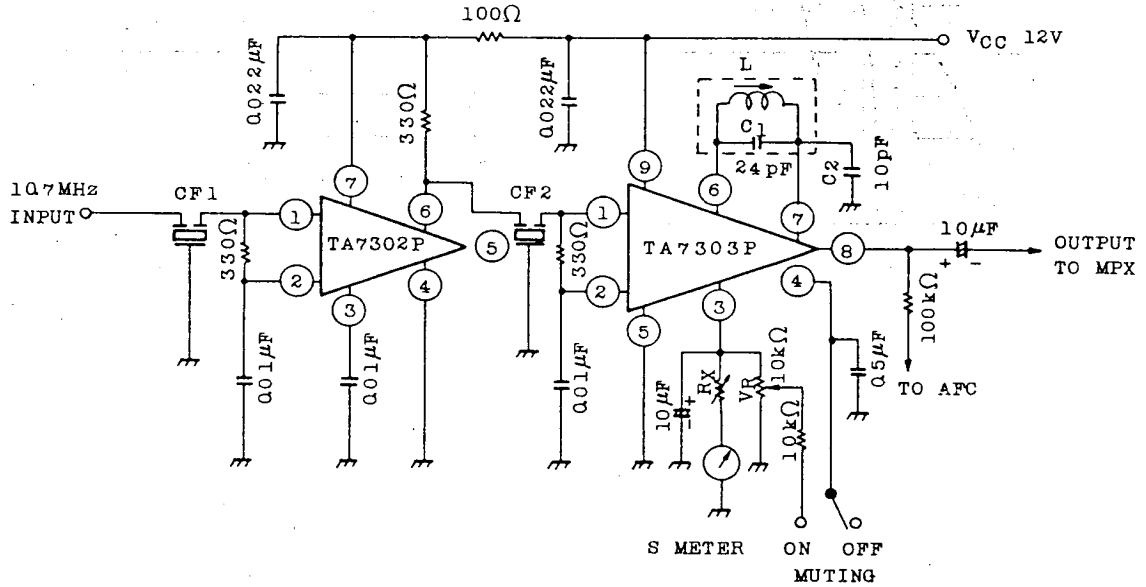 100Ω
VCC 12V
0.022μF
330Ω
0.022μF
L
C1
24pF
C2
10pF
10.7MHz
INPUT
CF1
330Ω
1
2
3
4
5
6
7
TA7302P
0.01μF
0.01μF
CF2
330Ω
1
2
3
4
5
6
7
8
9
TA7303P
0.01μF
10μF
+
-
OUTPUT
TO MPX
100kΩ
TO AFC
0.5μF
10μF
-
+
RX
VR
10kΩ
10kΩ
S METER
ON
OFF
MUTING